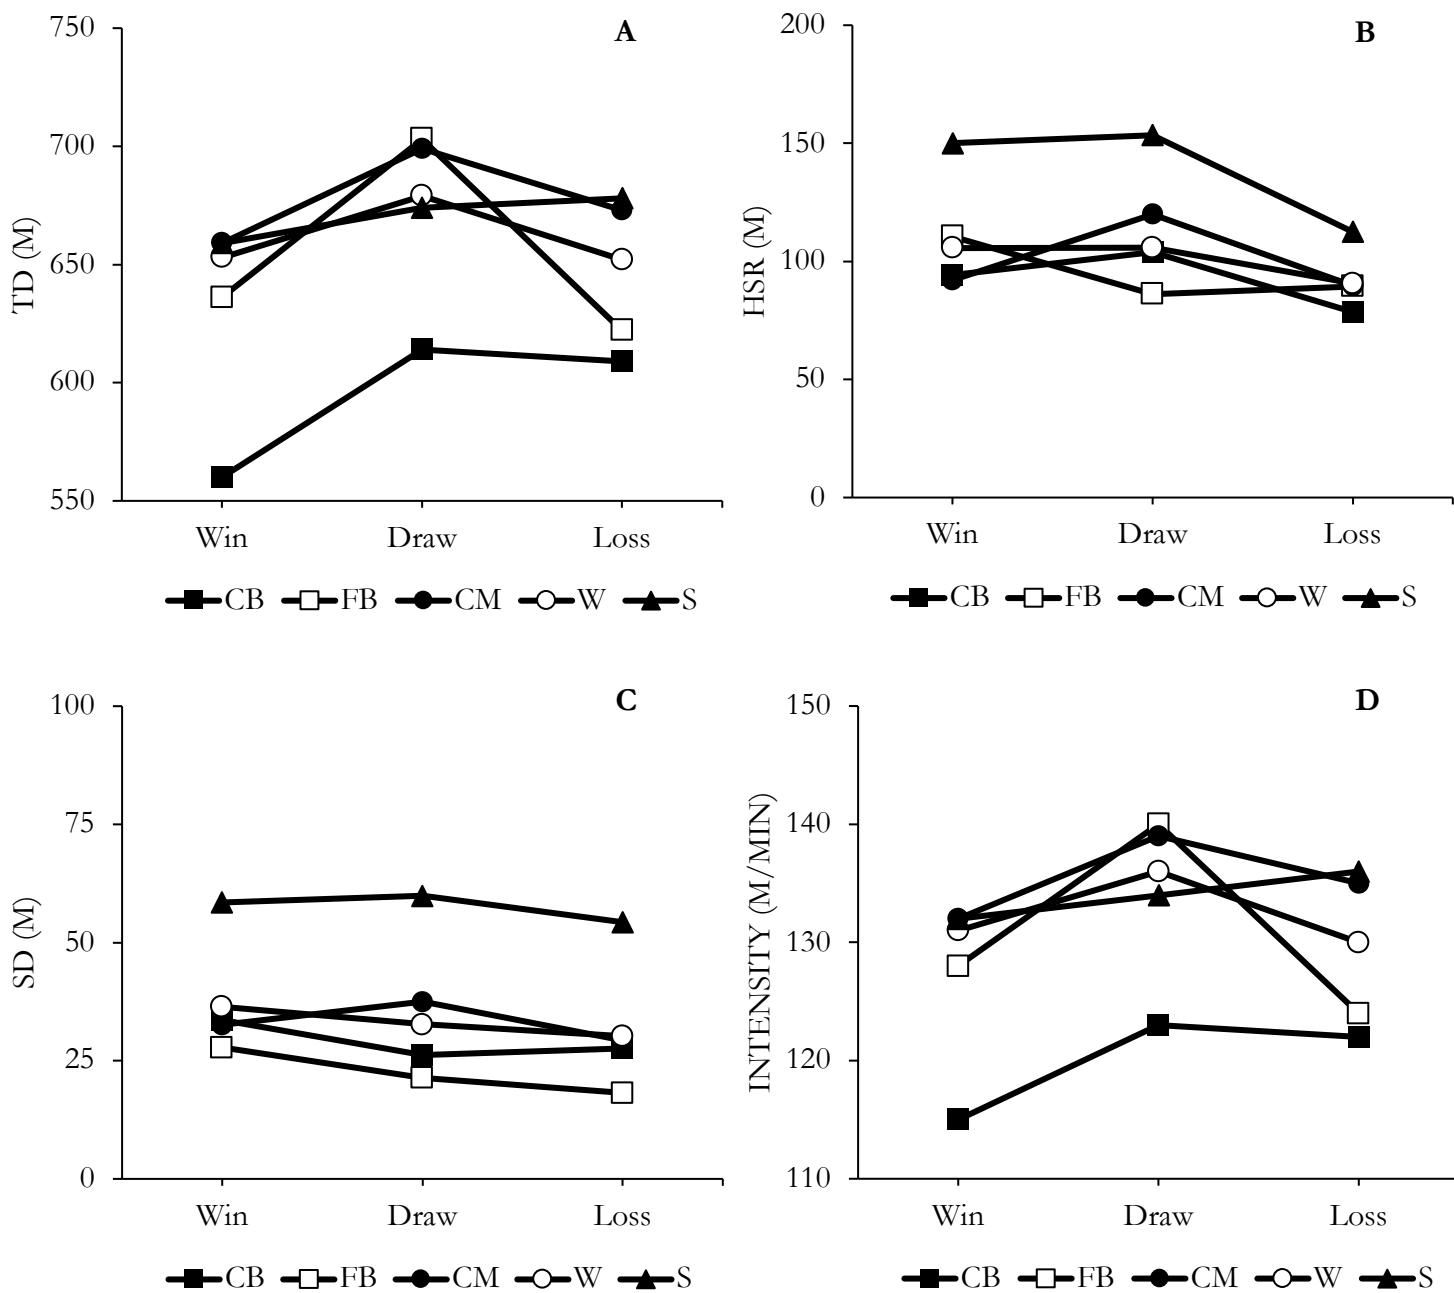 A
TD (M)
750
700
650
600
550
Win Draw Loss
CB FB CM W S
B
HSR (M)
200
150
100
50
0
Win Draw Loss
CB FB CM W S
C
SD (M)
100
75
50
25
0
Win Draw Loss
CB FB CM W S
D
INTENSITY (M/MIN)
150
140
130
120
110
Win Draw Loss
CB FB CM W S